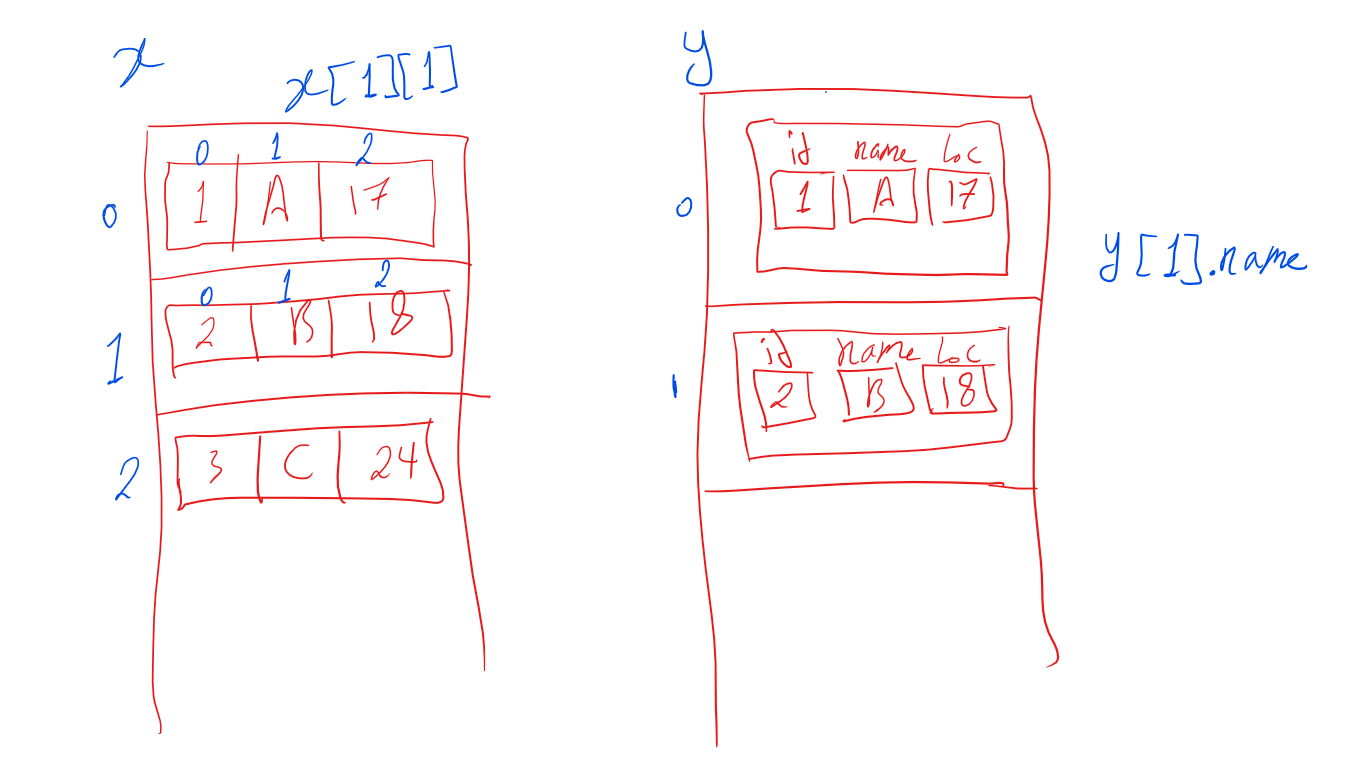 x
x[1][1]
0 1 2
0 1 A 17
0 1 2
1 2 B 18
2 3 C 24
y
id name loc
0 1 A 17
id name loc
1 2 B 18
y[1].name